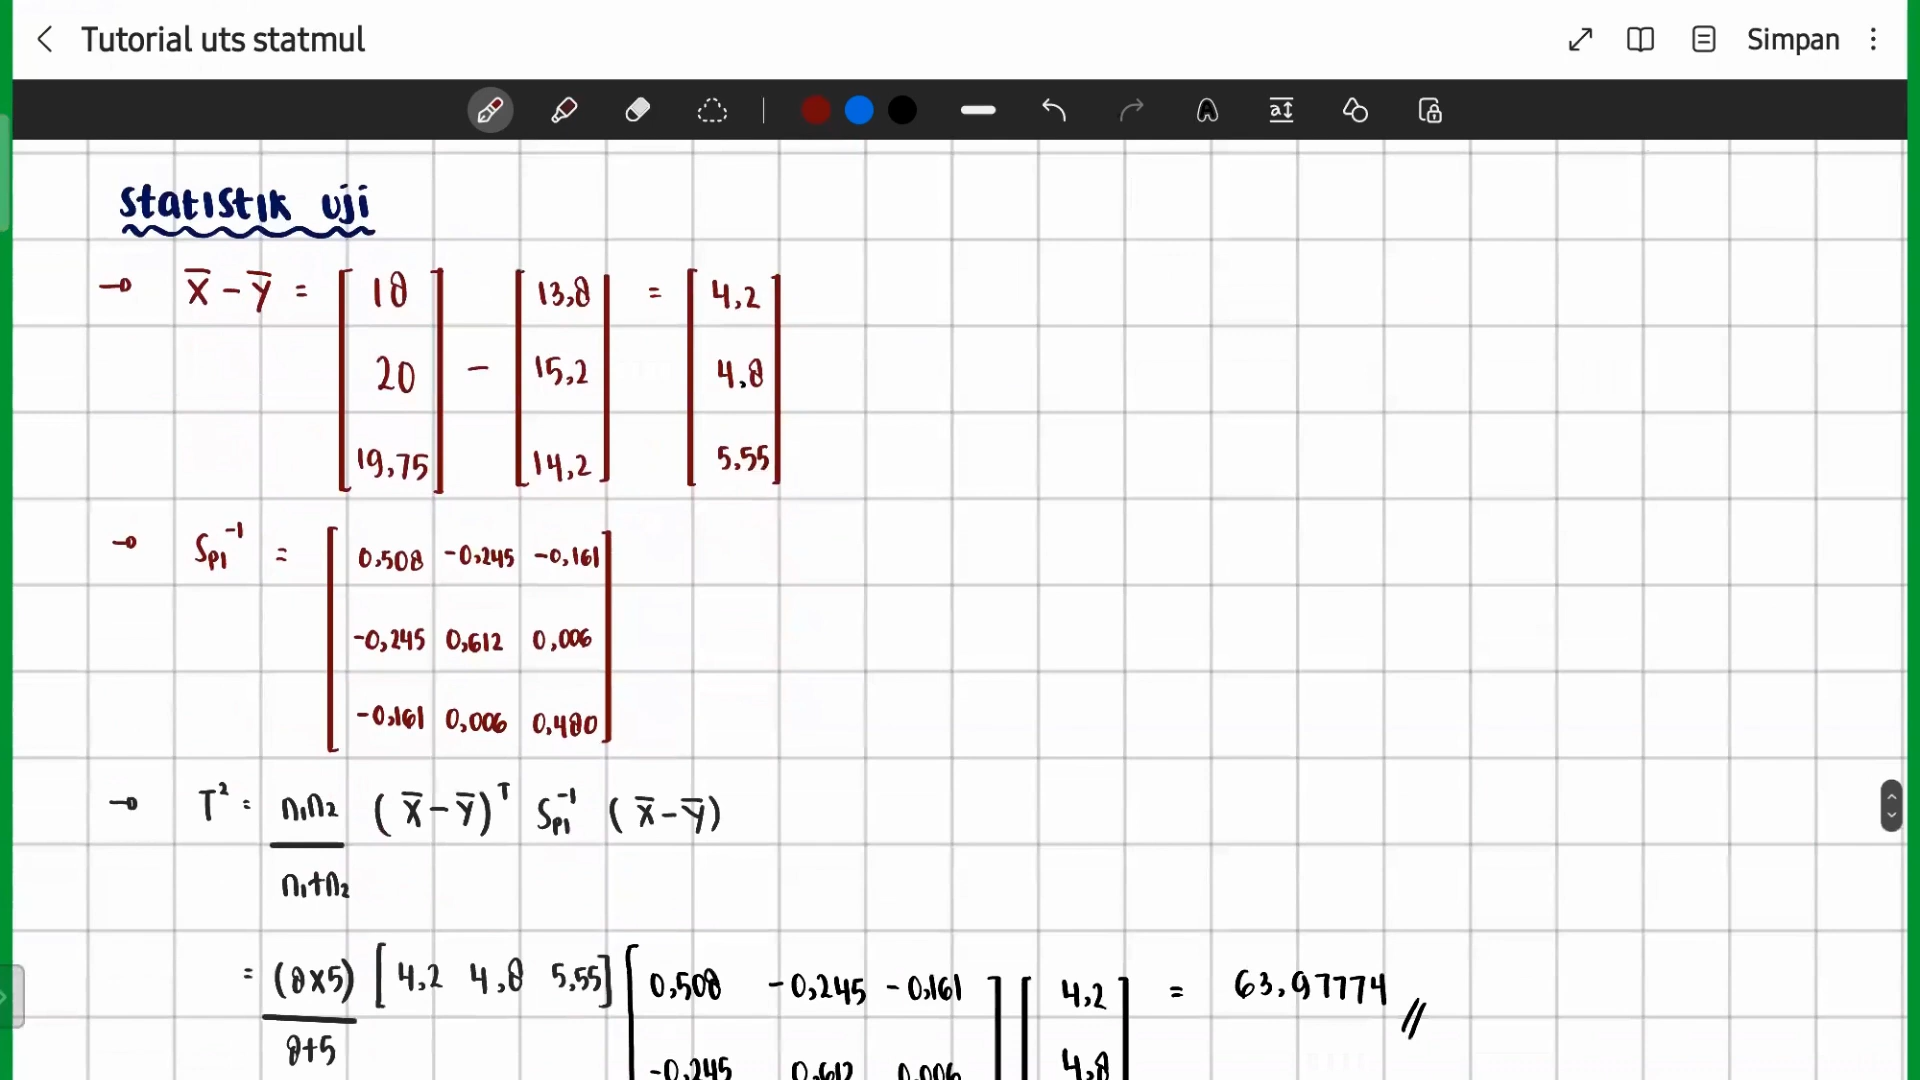 Tutorial uts statmul
Simpan
statistik uji
→ X̄ - Ȳ = [18 20 19,75] - [13,8 15,2 14,2] = [4,2 4,8 5,55]
→ Sp1⁻¹ = [0,508 -0,245 -0,161
-0,245 0,612 0,006
-0,161 0,006 0,480]
→ T² = n₁n₂ / n₁+n₂ (X̄-Ȳ)ᵀ Sp1⁻¹ (X̄-Ȳ)
= (8x5) / 8+5 [4,2 4,8 5,55] [0,508 -0,245 -0,161 ] [4,2 ] = 63,97774 //
-0,245 0,612 0,006 4,8